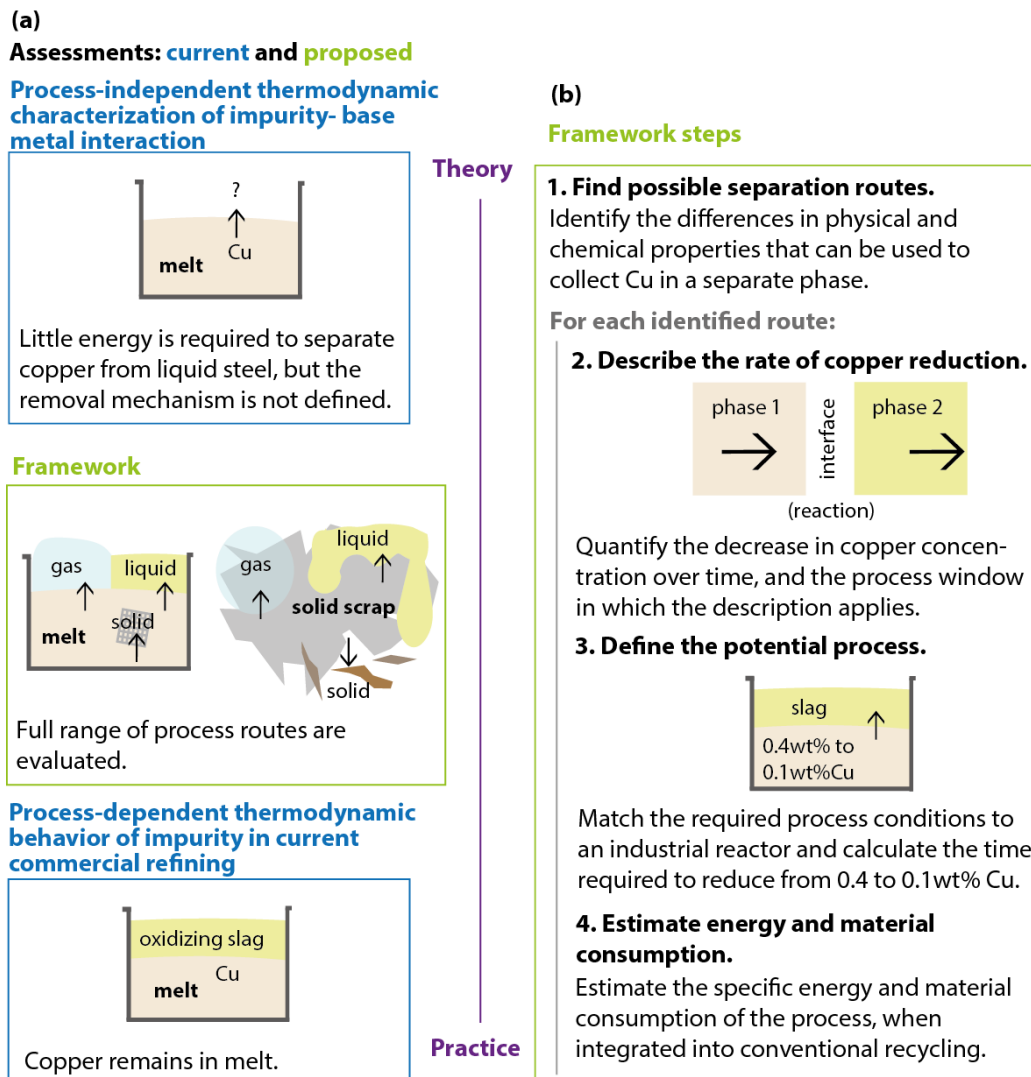 (a)
Assessments: current and proposed
Process-independent thermodynamic
characterization of impurity- base
metal interaction
?
Cu
melt
Little energy is required to separate
copper from liquid steel, but the
removal mechanism is not defined.
Framework
gas
liquid
solid
melt
gas
liquid
solid scrap
solid
Full range of process routes are
evaluated.
Process-dependent thermodynamic
behavior of impurity in current
commercial refining
oxidizing slag
Cu
melt
Copper remains in melt.
Theory
Practice
(b)
Framework steps
1. Find possible separation routes.
Identify the differences in physical and
chemical properties that can be used to
collect Cu in a separate phase.
For each identified route:
2. Describe the rate of copper reduction.
phase 1
interface
phase 2
(reaction)
Quantify the decrease in copper concen-
tration over time, and the process window
in which the description applies.
3. Define the potential process.
slag
0.4wt% to
0.1wt%Cu
Match the required process conditions to
an industrial reactor and calculate the time
required to reduce from 0.4 to 0.1wt% Cu.
4. Estimate energy and material
consumption.
Estimate the specific energy and material
consumption of the process, when
integrated into conventional recycling.